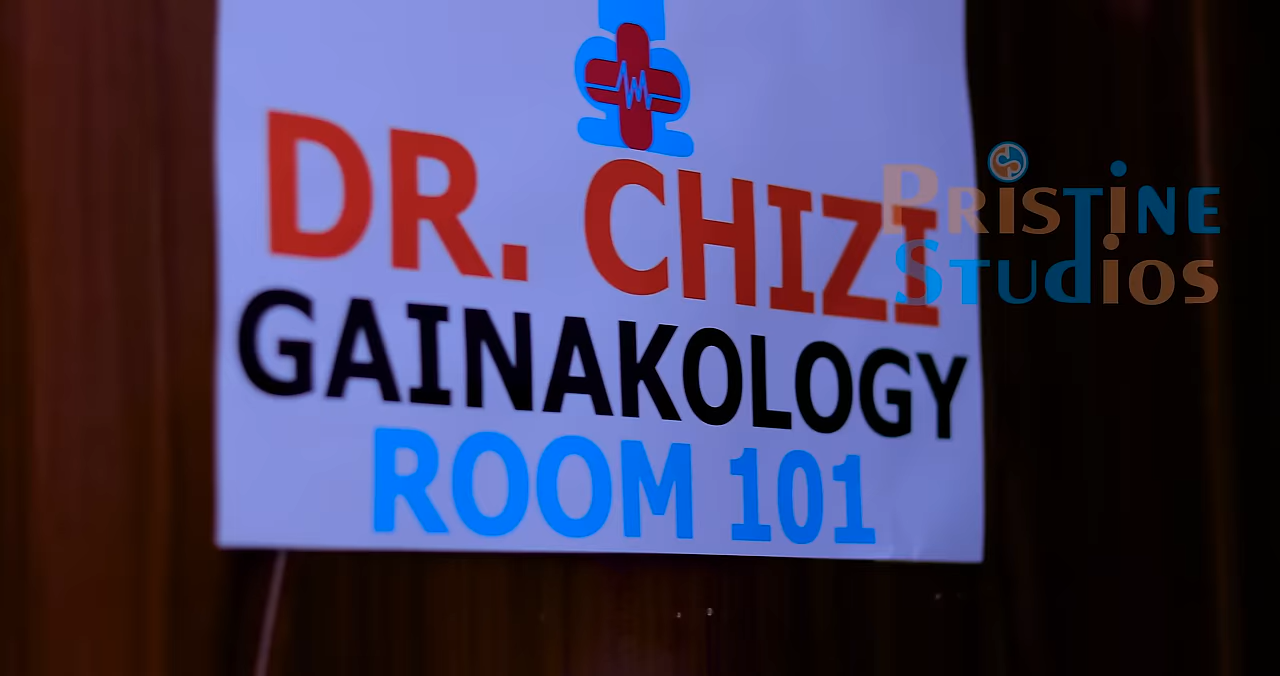 DR. CHIZI
GAINAKOLOGY
ROOM 101
PRiSTiNE
STUdiOS